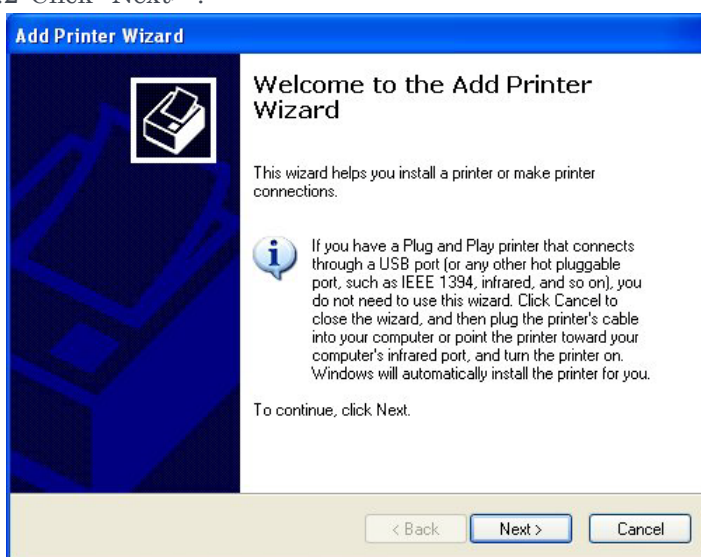 .2 Click "Next" .
Add Printer Wizard
Welcome to the Add Printer
Wizard
This wizard helps you install a printer or make printer
connections.
If you have a Plug and Play printer that connects
through a USB port (or any other hot pluggable
port, such as IEEE 1394, infrared, and so on), you
do not need to use this wizard. Click Cancel to
close the wizard, and then plug the printer's cable
into your computer or point the printer toward your
computer's infrared port, and turn the printer on.
Windows will automatically install the printer for you.
To continue, click Next.
< Back Next > Cancel